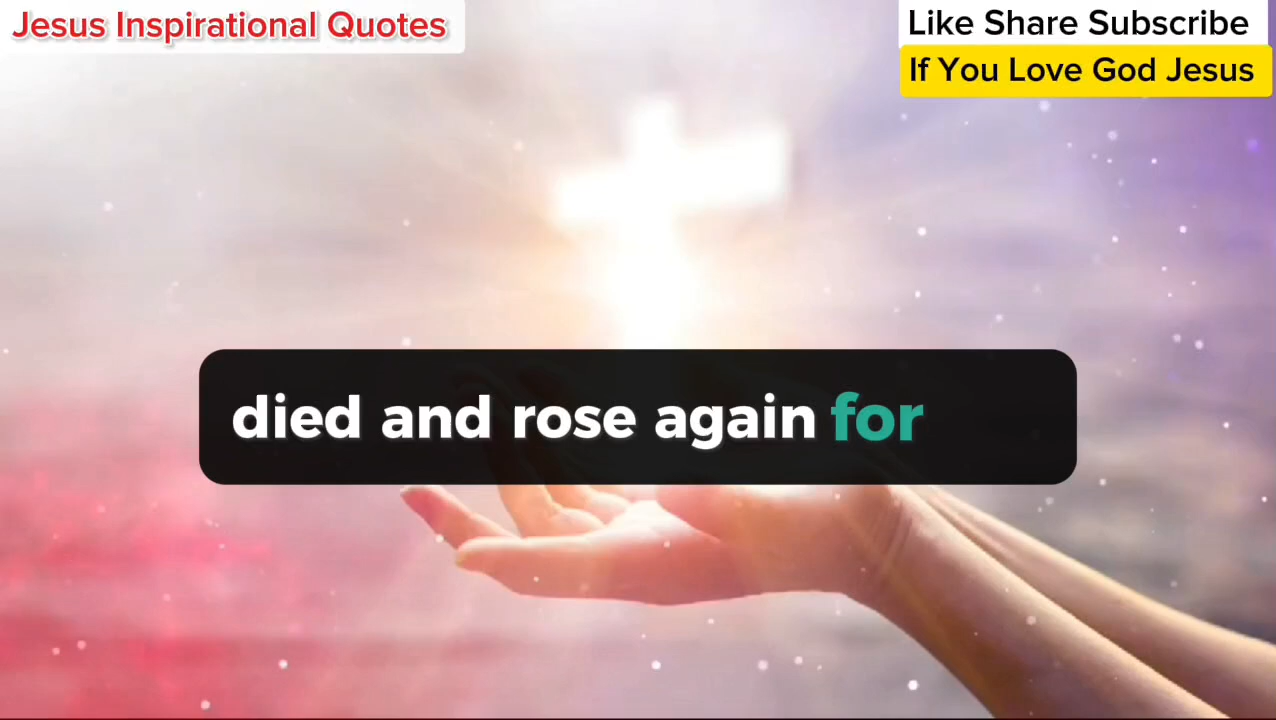 Jesus Inspirational Quotes
Like Share Subscribe
If You Love God Jesus
died and rose again for